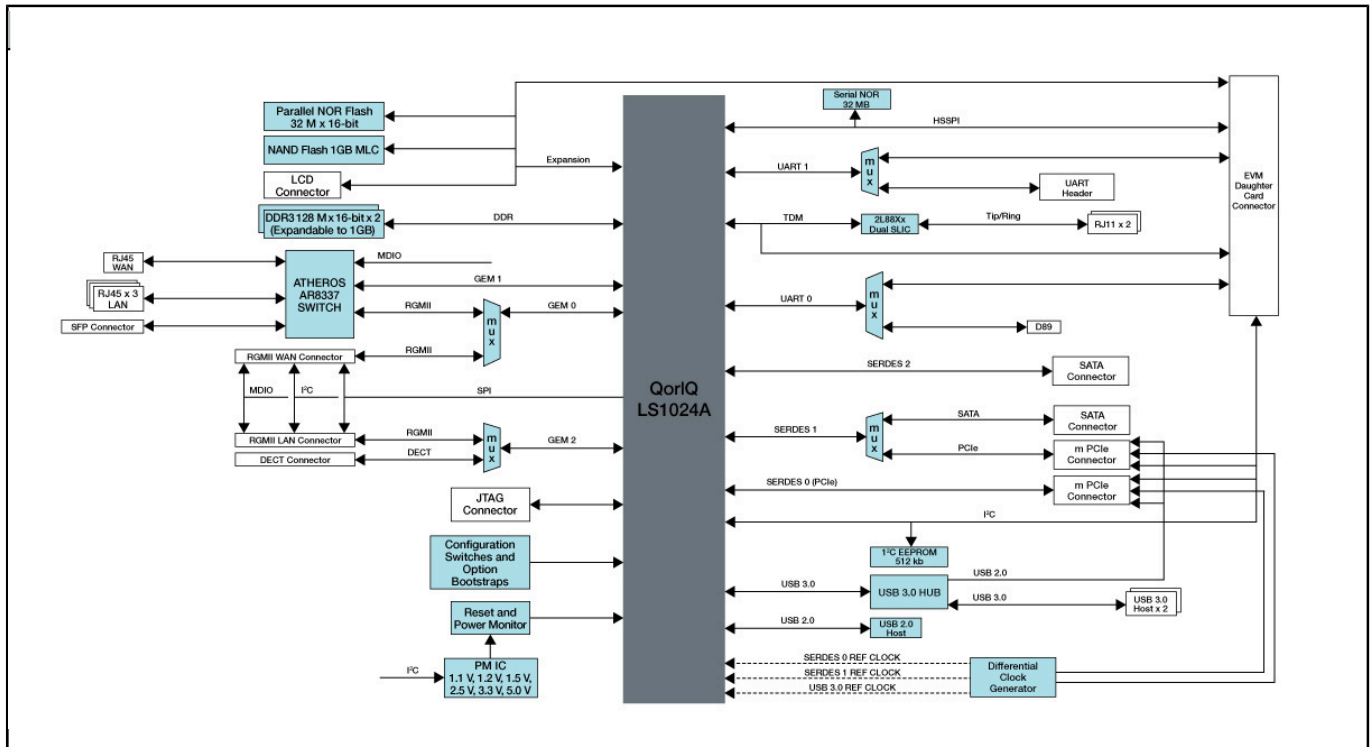 Parallel NOR Flash
32 M x 16-bit
NAND Flash 1GB MLC
LCD
Connector
Expansion
DDR3 128 M x 16-bit x 2
(Expandable to 1GB)
DDR
RJ45
WAN
RJ45 x 3
LAN
SFP Connector
ATHEROS
AR8337
SWITCH
MDIO
GEM 1
RGMII
mux
GEM 0
RGMII WAN Connector
RGMII
MDIO
I²C
SPI
RGMII LAN Connector
RGMII
DECT Connector
DECT
mux
GEM 2
JTAG
Connector
Configuration
Switches and
Option
Bootstraps
Reset and
Power Monitor
I²C
PM IC
1.1 V, 1.2 V, 1.5 V,
2.5 V, 3.3 V, 5.0 V
QorIQ
LS1024A
Serial NOR
32 MB
HSSPI
UART 1
mux
UART
Header
EVM
Daughter
Card
Connector
TDM
2L88Xx
Dual SLIC
Tip/Ring
RJ11 x 2
UART 0
mux
D89
SERDES 2
SATA
Connector
SERDES 1
mux
SATA
SATA
Connector
PCIe
m PCIe
Connector
SERDES 0 (PCIe)
m PCIe
Connector
I²C
1²C EEPROM
512 kb
USB 3.0
USB 3.0 HUB
USB 2.0
USB 3.0
USB 3.0
Host x 2
USB 2.0
USB 2.0
Host
SERDES 0 REF CLOCK
SERDES 1 REF CLOCK
USB 3.0 REF CLOCK
Differential
Clock
Generator